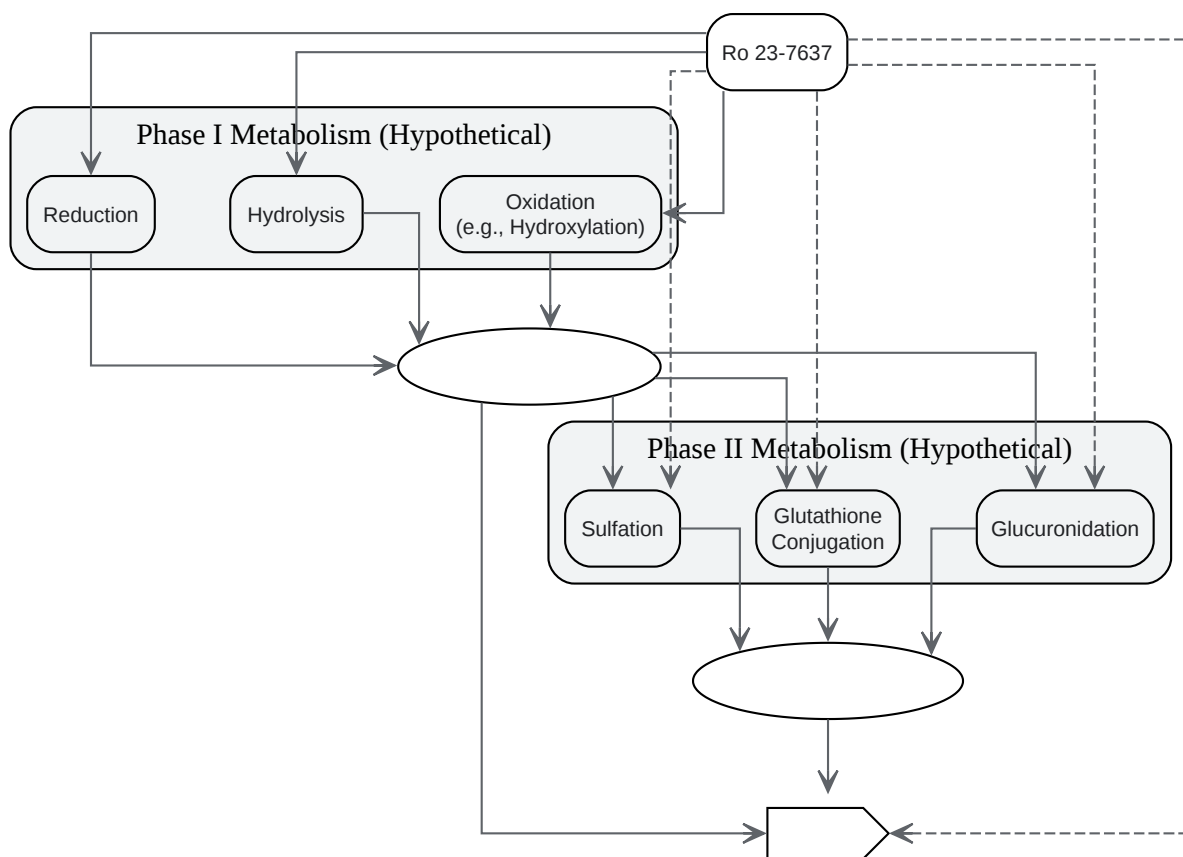 Ro 23-7637
Phase I Metabolism (Hypothetical)
Reduction
Hydrolysis
Oxidation
(e.g., Hydroxylation)
Phase II Metabolism (Hypothetical)
Sulfation
Glutathione
Conjugation
Glucuronidation